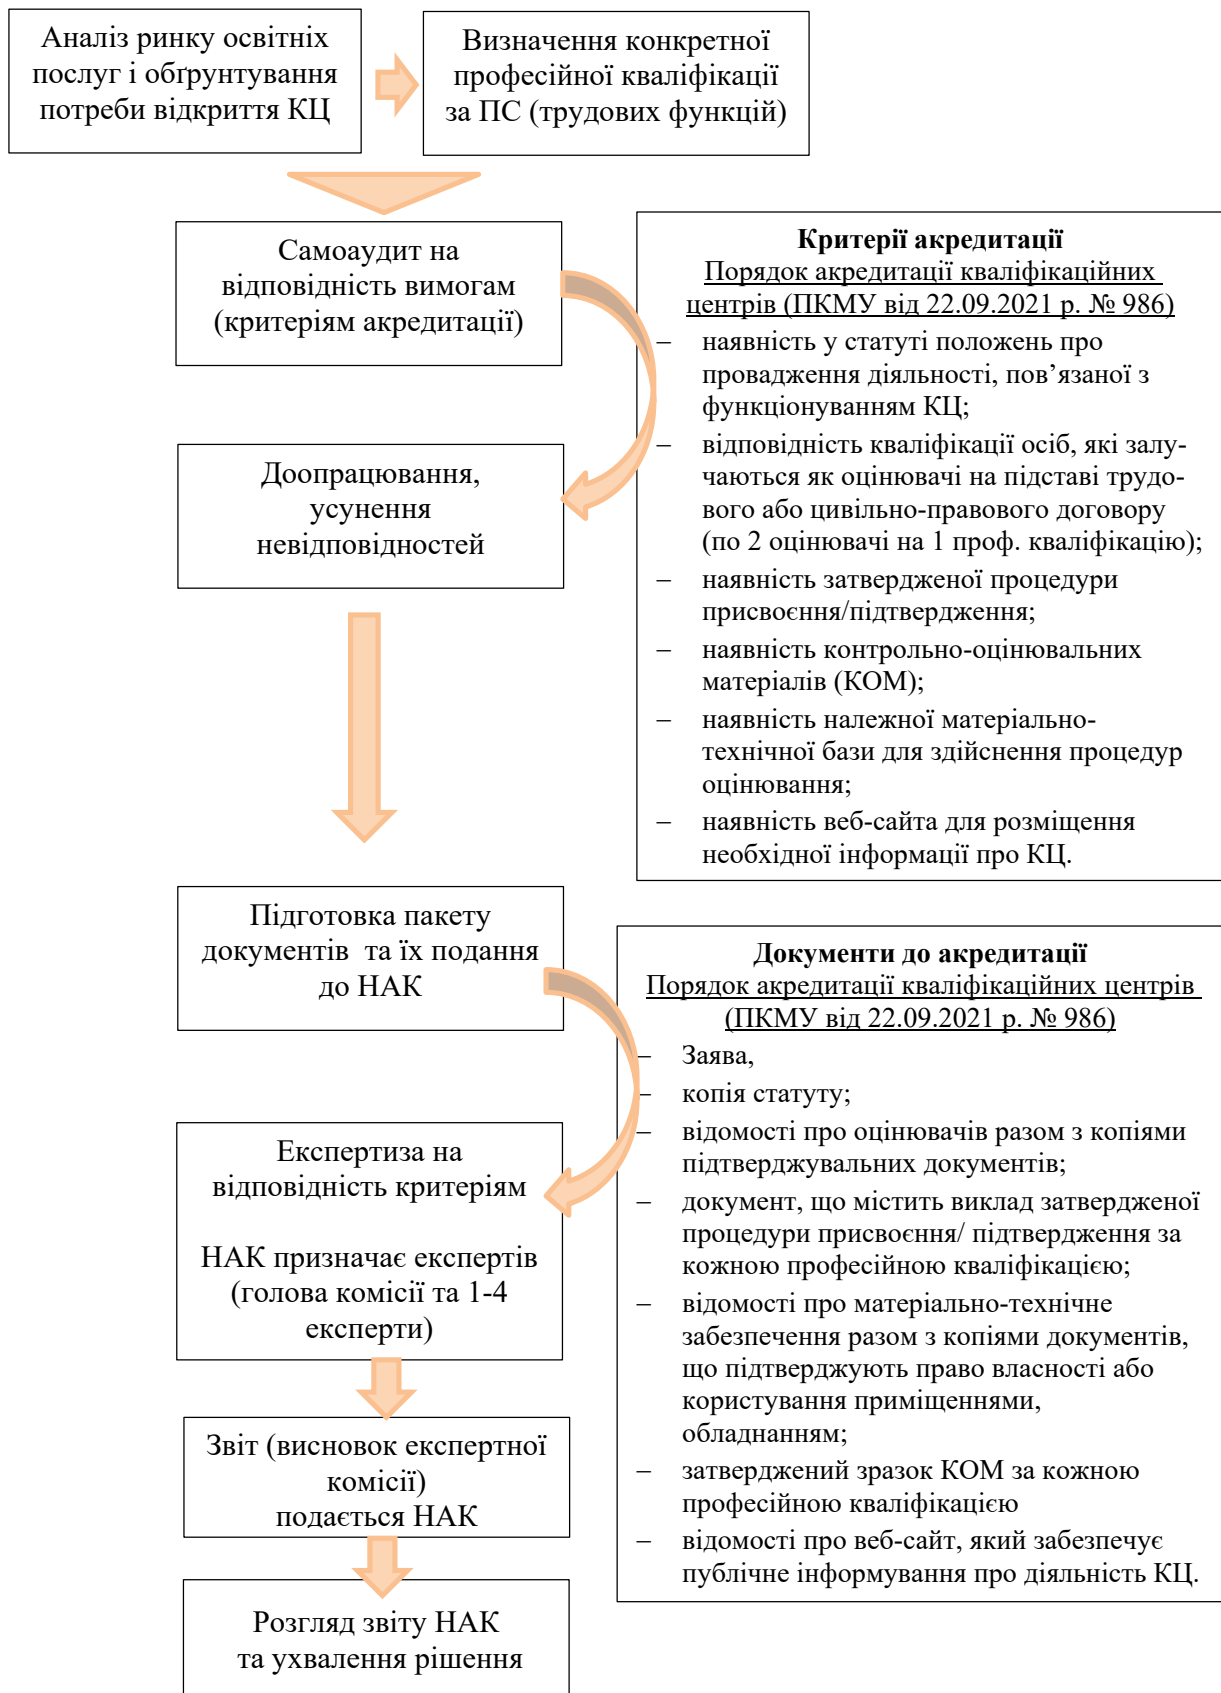 Аналіз ринку освітніх
послуг і обґрунтування
потреби відкриття КЦ
Визначення конкретної
професійної кваліфікації
за ПС (трудових функцій)
Самоаудит на
відповідність вимогам
(критеріям акредитації)
Доопрацювання,
усунення
невідповідностей
Критерії акредитації
Порядок акредитації кваліфікаційних
центрів (ПКМУ від 22.09.2021 р. № 986)
– наявність у статуті положень про
провадження діяльності, пов’язаної з
функціонуванням КЦ;
– відповідність кваліфікації осіб, які залу-
чаються як оцінювачі на підставі трудо-
вого або цивільно-правового договору
(по 2 оцінювачі на 1 проф. кваліфікацію);
– наявність затвердженої процедури
присвоєння/підтвердження;
– наявність контрольно-оцінювальних
матеріалів (КОМ);
– наявність належної матеріально-
технічної бази для здійснення процедур
оцінювання;
– наявність веб-сайта для розміщення
необхідної інформації про КЦ.
Підготовка пакету
документів та їх подання
до НАК
Експертиза на
відповідність критеріям
НАК призначає експертів
(голова комісії та 1-4
експерти)
Документи до акредитації
Порядок акредитації кваліфікаційних центрів
(ПКМУ від 22.09.2021 р. № 986)
– Заява,
– копія статуту;
– відомості про оцінювачів разом з копіями
підтверджувальних документів;
– документ, що містить виклад затвердженої
процедури присвоєння/ підтвердження за
кожною професійною кваліфікацією;
– відомості про матеріально-технічне
забезпечення разом з копіями документів,
що підтверджують право власності або
користування приміщеннями,
обладнанням;
– затверджений зразок КОМ за кожною
професійною кваліфікацією
– відомості про веб-сайт, який забезпечує
публічне інформування про діяльність КЦ.
Звіт (висновок експертної
комісії)
подається НАК
Розгляд звіту НАК
та ухвалення рішення